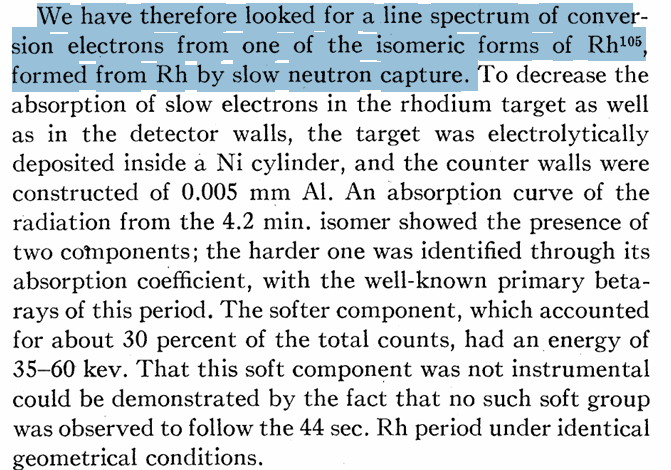 We have therefore looked for a line spectrum of conver-
sion electrons from one of the isomeric forms of Rh¹⁰⁵,
formed from Rh by slow neutron capture. To decrease the
absorption of slow electrons in the rhodium target as well
as in the detector walls, the target was electrolytically
deposited inside a Ni cylinder, and the counter walls were
constructed of 0.005 mm Al. An absorption curve of the
radiation from the 4.2 min. isomer showed the presence of
two components; the harder one was identified through its
absorption coefficient, with the well-known primary beta-
rays of this period. The softer component, which accounted
for about 30 percent of the total counts, had an energy of
35–60 kev. That this soft component was not instrumental
could be demonstrated by the fact that no such soft group
was observed to follow the 44 sec. Rh period under identical
geometrical conditions.